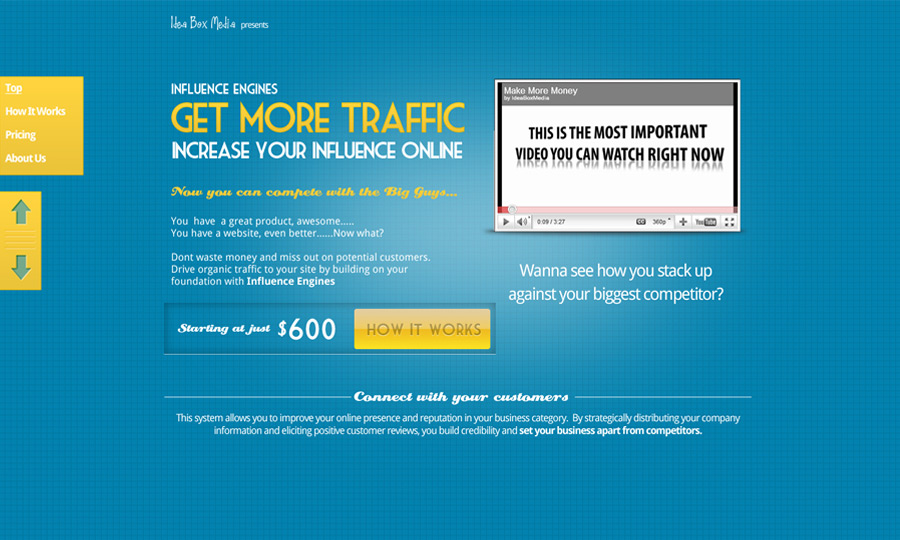 Idea Box Media presents
Top
How It Works
Pricing
About Us
INFLUENCE ENGINES
GET MORE TRAFFIC
INCREASE YOUR INFLUENCE ONLINE
Now you can compete with the Big Guys...
You have a great product, awesome.....
You have a website, even better......Now what?
Dont waste money and miss out on potential customers.
Drive organic traffic to your site by building on your
foundation with Influence Engines
Starting at just $600
HOW IT WORKS
Make More Money
by IdeaBoxMedia
THIS IS THE MOST IMPORTANT
VIDEO YOU CAN WATCH RIGHT NOW
0:09 / 3:27 CC 360p YouTube
Wanna see how you stack up
against your biggest competitor?
Connect with your customers
This system allows you to improve your online presence and reputation in your business category. By strategically distributing your company
information and eliciting positive customer reviews, you build credibility and set your business apart from competitors.